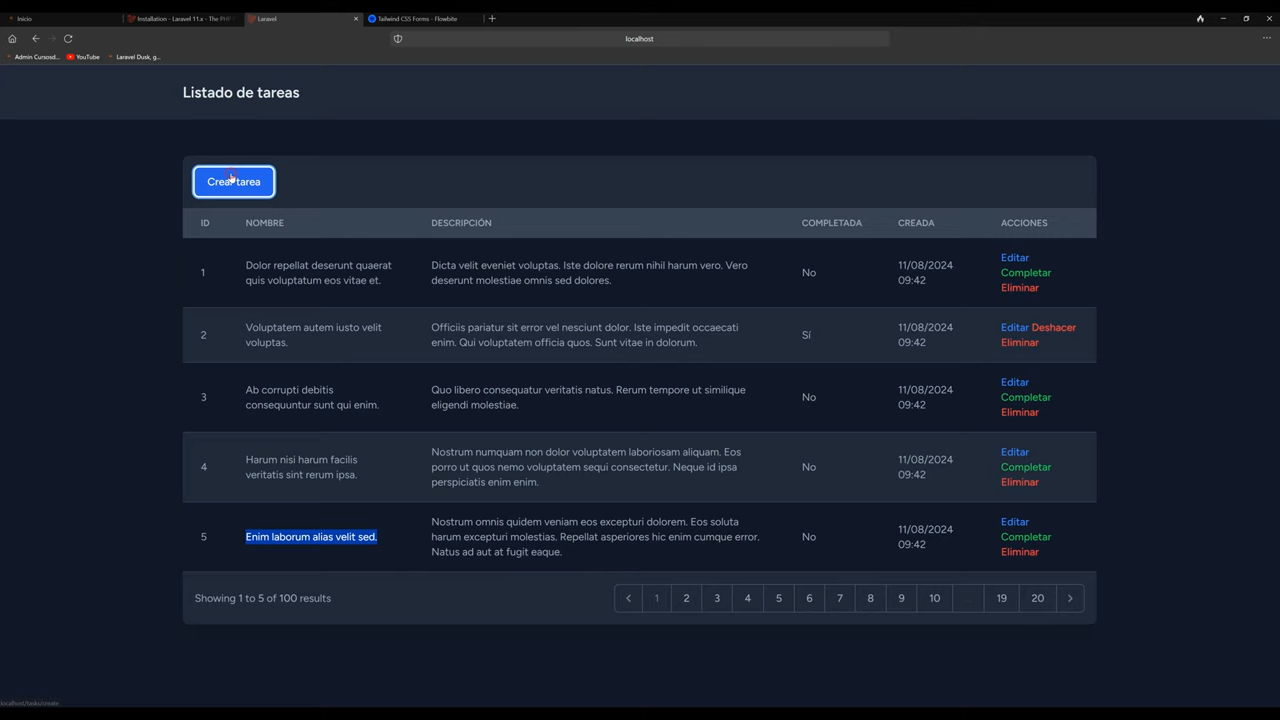 Inicio
Installation - Laravel 11.x - The PHP
Laravel
Tailwind CSS Forms - Flowbite
localhost
Admin Cursosd...
YouTube
Laravel Dusk, g...
Listado de tareas
Crear tarea
ID NOMBRE DESCRIPCIÓN COMPLETADA CREADA ACCIONES
1
Dolor repellat deserunt quaerat
quis voluptatum eos vitae et.
Dicta velit eveniet voluptas. Iste dolore rerum nihil harum vero. Vero
deserunt molestiae omnis sed dolores.
No
11/08/2024
09:42
Editar
Completar
Eliminar
2
Voluptatem autem iusto velit
voluptas.
Officiis pariatur sit error vel nesciunt dolor. Iste impedit occaecati
enim. Qui voluptatem officia quos. Sunt vitae in dolorum.
Sí
11/08/2024
09:42
Editar Deshacer
Eliminar
3
Ab corrupti debitis
consequuntur sunt qui enim.
Quo libero consequatur veritatis natus. Rerum tempore ut similique
eligendi molestiae.
No
11/08/2024
09:42
Editar
Completar
Eliminar
4
Harum nisi harum facilis
veritatis sint rerum ipsa.
Nostrum numquam non dolor voluptatem laboriosam aliquam. Eos
porro ut quos nemo voluptatem sequi consectetur. Neque id ipsa
perspiciatis enim enim.
No
11/08/2024
09:42
Editar
Completar
Eliminar
5
Enim laborum alias velit sed.
Nostrum omnis quidem veniam eos excepturi dolorem. Eos soluta
harum excepturi molestias. Repellat asperiores hic enim cumque error.
Natus ad aut at fugit eaque.
No
11/08/2024
09:42
Editar
Completar
Eliminar
Showing 1 to 5 of 100 results
1 2 3 4 5 6 7 8 9 10 ... 19 20
localhost/tasks/create